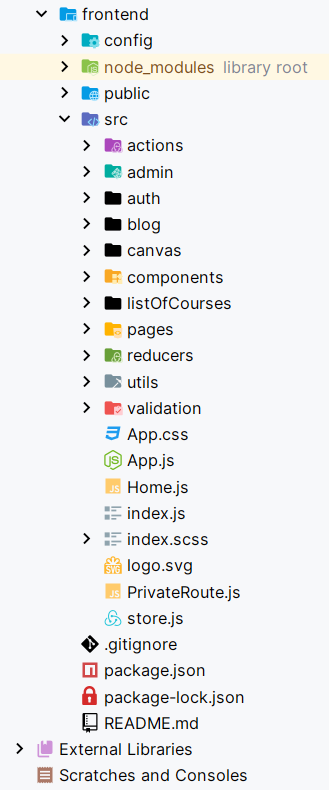 frontend
config
node_modules library root
public
src
actions
admin
auth
blog
canvas
components
listOfCourses
pages
reducers
utils
validation
App.css
App.js
Home.js
index.js
index.scss
logo.svg
PrivateRoute.js
store.js
.gitignore
package.json
package-lock.json
README.md
External Libraries
Scratches and Consoles